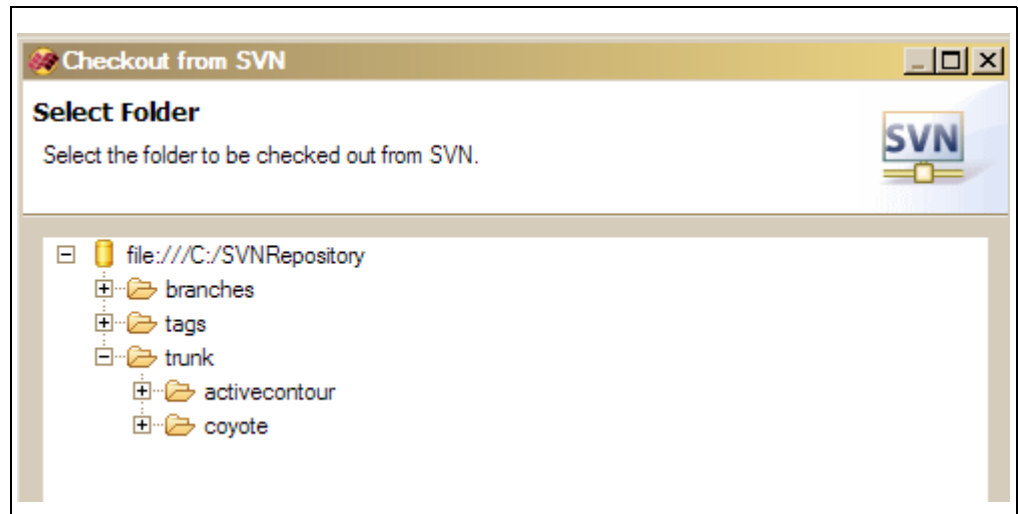 Checkout from SVN
Select Folder
Select the folder to be checked out from SVN.
SVN
file:///C:/SVNRepository
branches
tags
trunk
activecontour
coyote